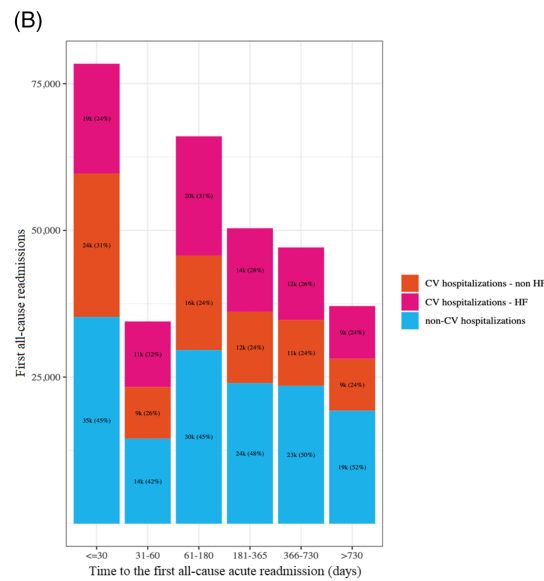 (B)
First all-cause readmissions
75,000
50,000
25,000
19k (24%)
24k (31%)
35k (45%)
11k (32%)
9k (26%)
14k (42%)
20k (31%)
16k (24%)
30k (45%)
14k (28%)
12k (24%)
24k (48%)
12k (26%)
11k (24%)
23k (50%)
9k (24%)
9k (24%)
19k (52%)
<=30 31-60 61-180 181-365 366-730 >730
Time to the first all-cause acute readmission (days)
CV hospitalizations - non HF
CV hospitalizations - HF
non-CV hospitalizations